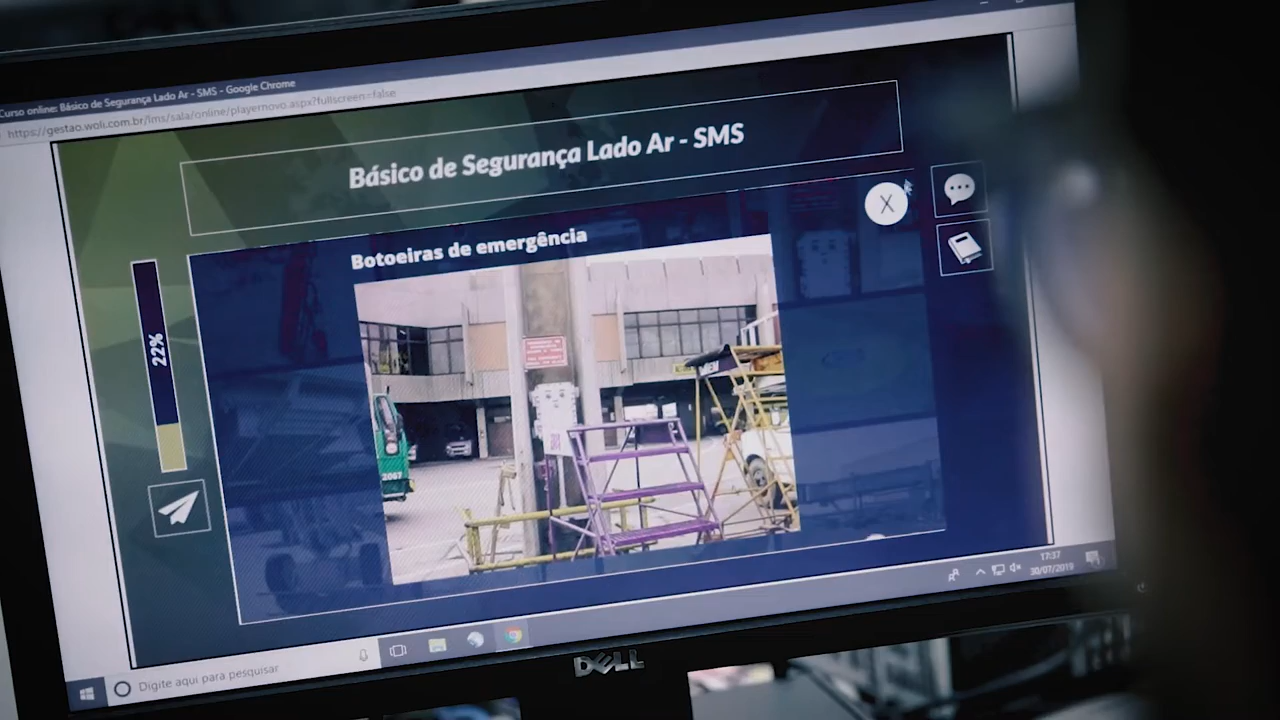 Curso online: Básico de Segurança Lado Ar - SMS - Google Chrome
https://gestao.woli.com.br/lms/sala/online/playernovo.aspx?fullscreen=false
Básico de Segurança Lado Ar - SMS
X
Botoeiras de emergência
22%
2067
17:37
30/07/2019
Digite aqui para pesquisar
DELL